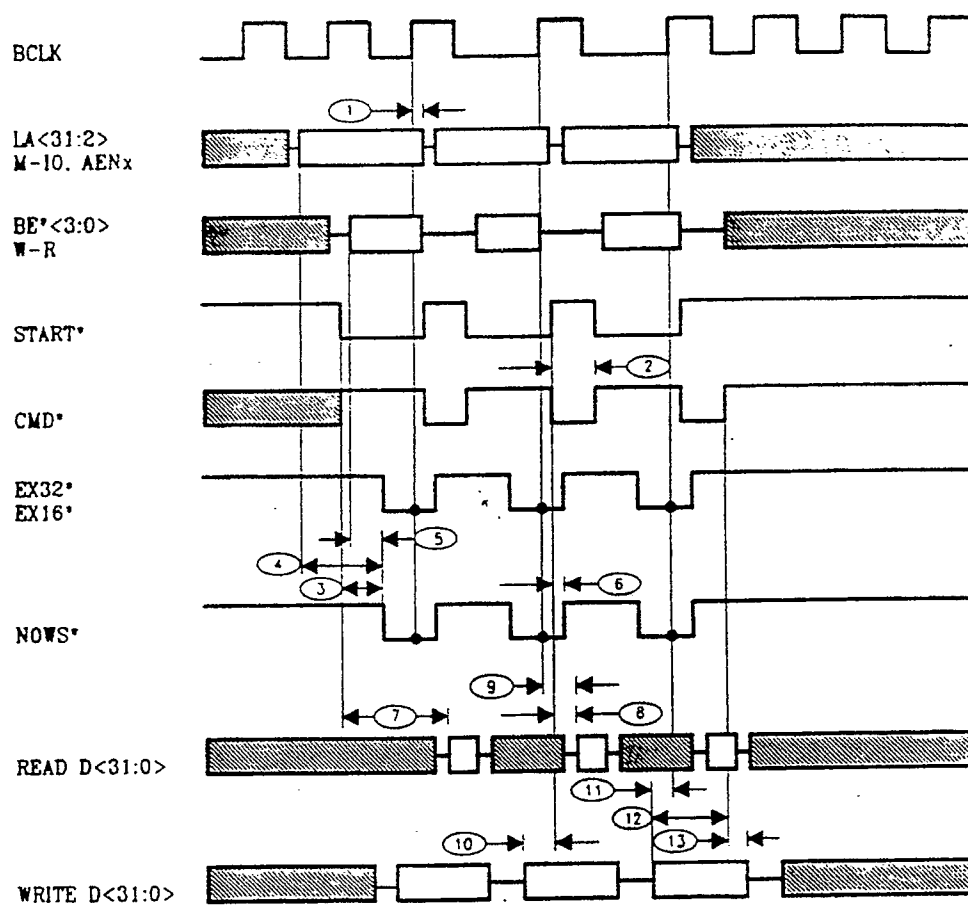 BCLK
1
LA<31:2>
M-IO, AENx
BE*<3:0>
W-R
START*
2
CMD*
EX32*
EX16*
5
4
3
6
NOWS*
9
7
8
READ D<31:0>
11
12
10
13
WRITE D<31:0>